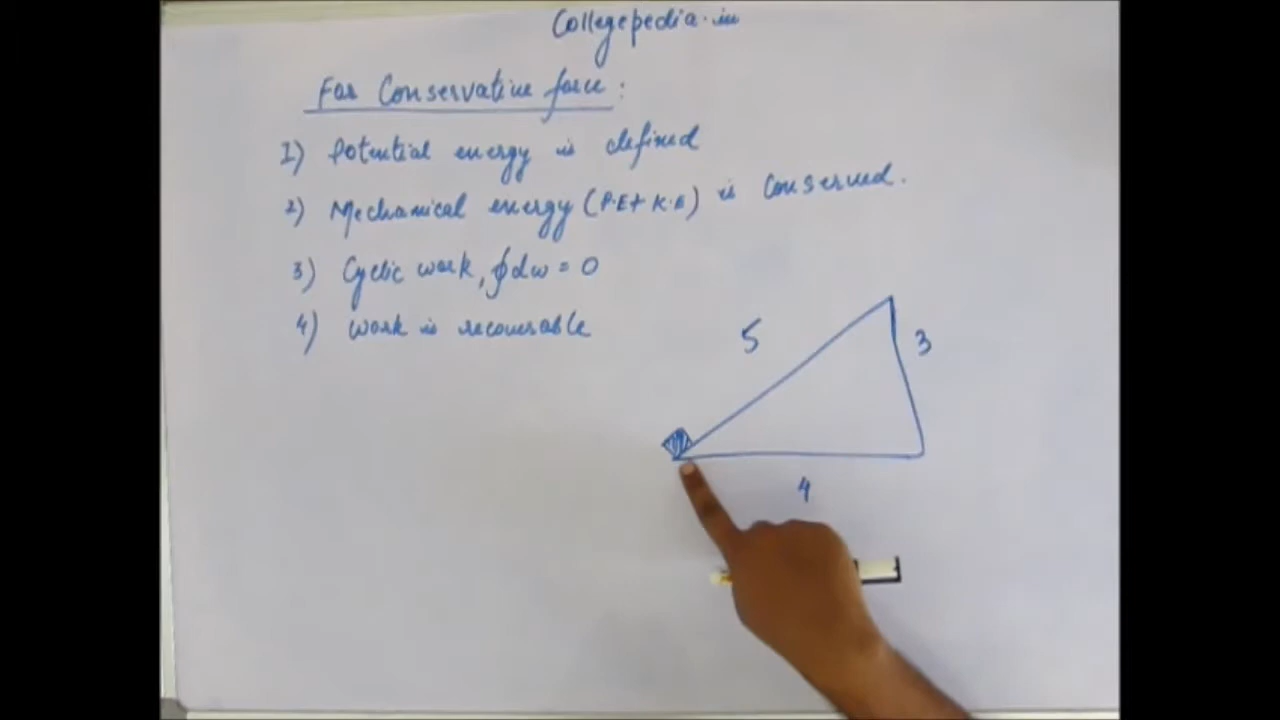 Collegepedia.in
For Conservative force:
1) Potential energy is defined
2) Mechanical energy (P.E+ K.E) is Conserved.
3) Cyclic work, ∮dw = 0
4) Work is recoverable
5
3
4